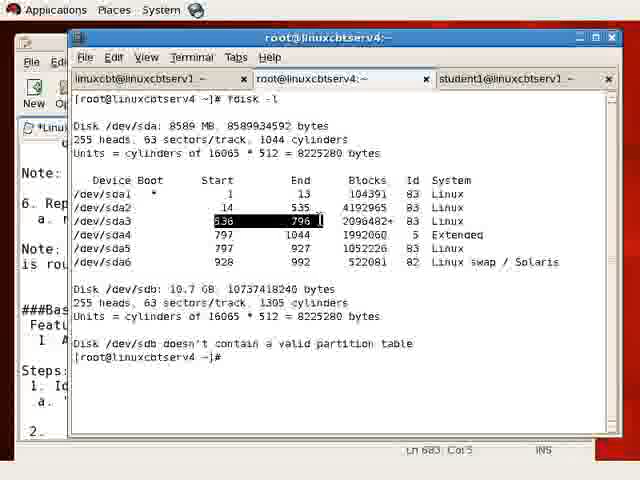 Applications Places System
root@linuxcbtserv4:~
File Edit View Terminal Tabs Help
linuxcbt@linuxcbtserv1:~ root@linuxcbtserv4:~ student1@linuxcbtserv4:~
[root@linuxcbtserv4 ~]# fdisk -l
Disk /dev/sda: 8589 MB, 8589934592 bytes
255 heads, 63 sectors/track, 1044 cylinders
Units = cylinders of 16065 * 512 = 8225280 bytes
Device Boot Start End Blocks Id System
/dev/sda1 * 1 13 104391 83 Linux
/dev/sda2 14 535 4192965 83 Linux
/dev/sda3 536 796 2096482+ 83 Linux
/dev/sda4 797 1044 1992060 5 Extended
/dev/sda5 797 927 1052226 83 Linux
/dev/sda6 928 992 522081 82 Linux swap / Solaris
Disk /dev/sdb: 10.7 GB, 10737418240 bytes
255 heads, 63 sectors/track, 1305 cylinders
Units = cylinders of 16065 * 512 = 8225280 bytes
Disk /dev/sdb doesn't contain a valid partition table
[root@linuxcbtserv4 ~]#
File
New
Note:
6. Rep
a.
Note:
is rou
###Bas
Featu
Steps:
1. Id
a. "
2.
Ln 683, Col 5 INS